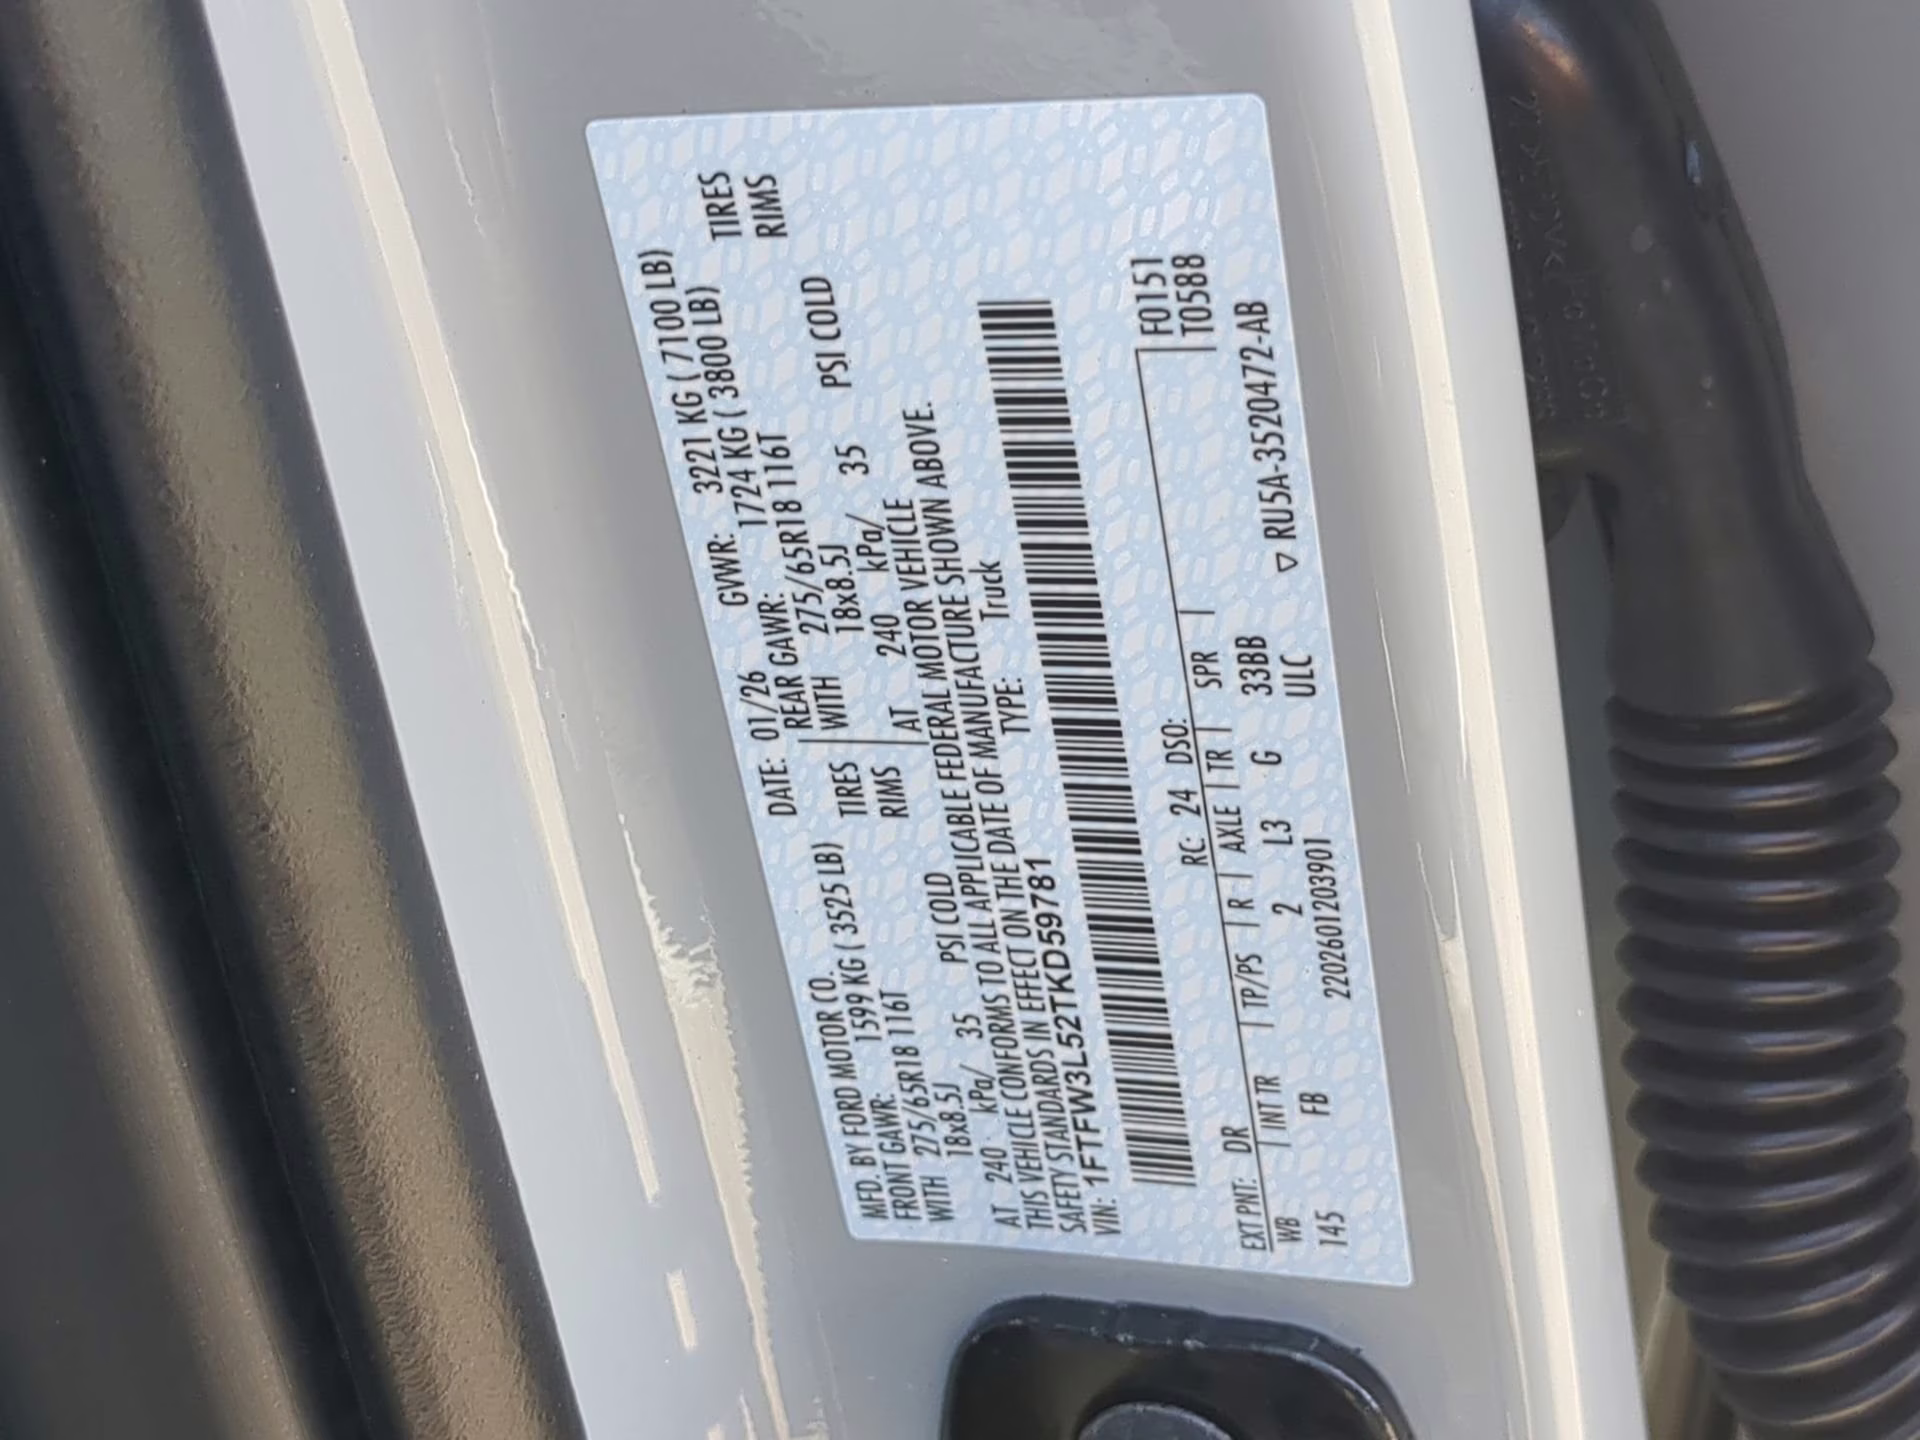 MFD. BY FORD MOTOR CO. DATE: 01/26 GVWR: 3221 KG ( 7100 LB)
FRONT GAWR: 1599 KG ( 3525 LB) REAR GAWR: 1724 KG ( 3800 LB)
WITH 275/65R18 116T TIRES WITH 275/65R18 116T TIRES
18x8.5J RIMS 18x8.5J RIMS
AT 240 kPa/ 35 PSI COLD AT 240 kPa/ 35 PSI COLD
THIS VEHICLE CONFORMS TO ALL APPLICABLE FEDERAL MOTOR VEHICLE
SAFETY STANDARDS IN EFFECT ON THE DATE OF MANUFACTURE SHOWN ABOVE.
VIN: 1FTFW3L52TKD59781 TYPE: Truck
F0151
T0588
EXT PNT: DR RC: 24 DSO:
WB INT TR TP/PS R AXLE TR SPR
145 FB 2 L3 G 33BB
2202601203901 ULC
▽ RU5A-3520472-AB